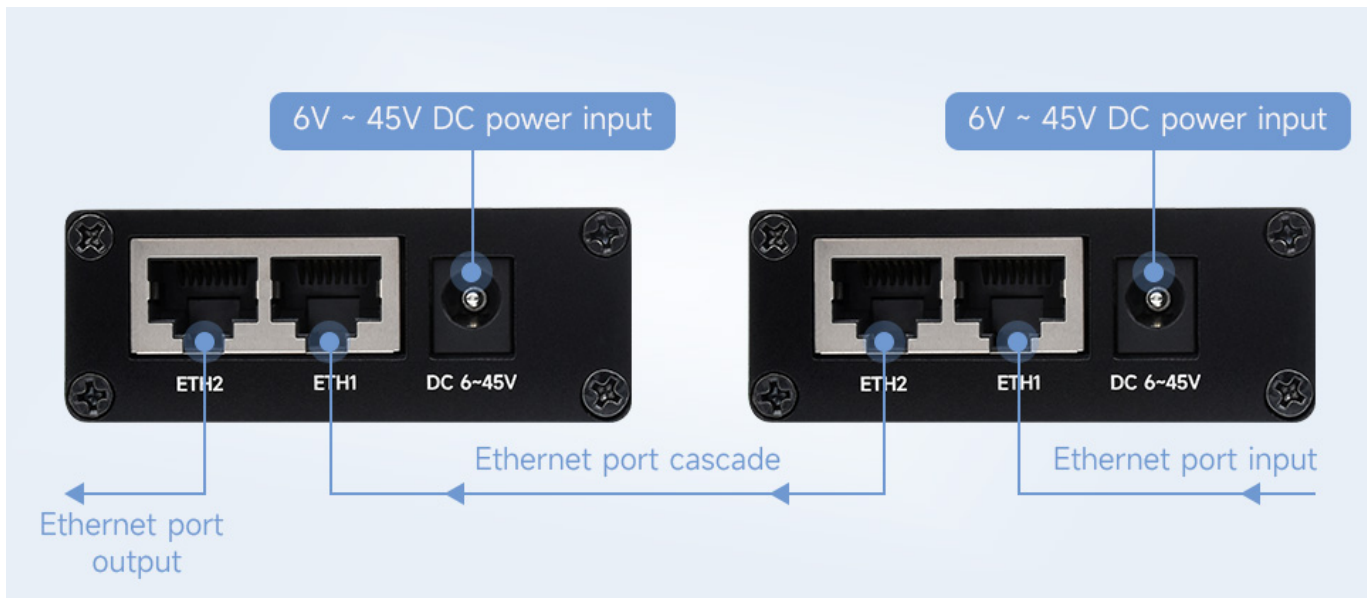 6V ~ 45V DC power input
6V ~ 45V DC power input
ETH2
ETH1
DC 6~45V
ETH2
ETH1
DC 6~45V
Ethernet port cascade
Ethernet port input
Ethernet port
output